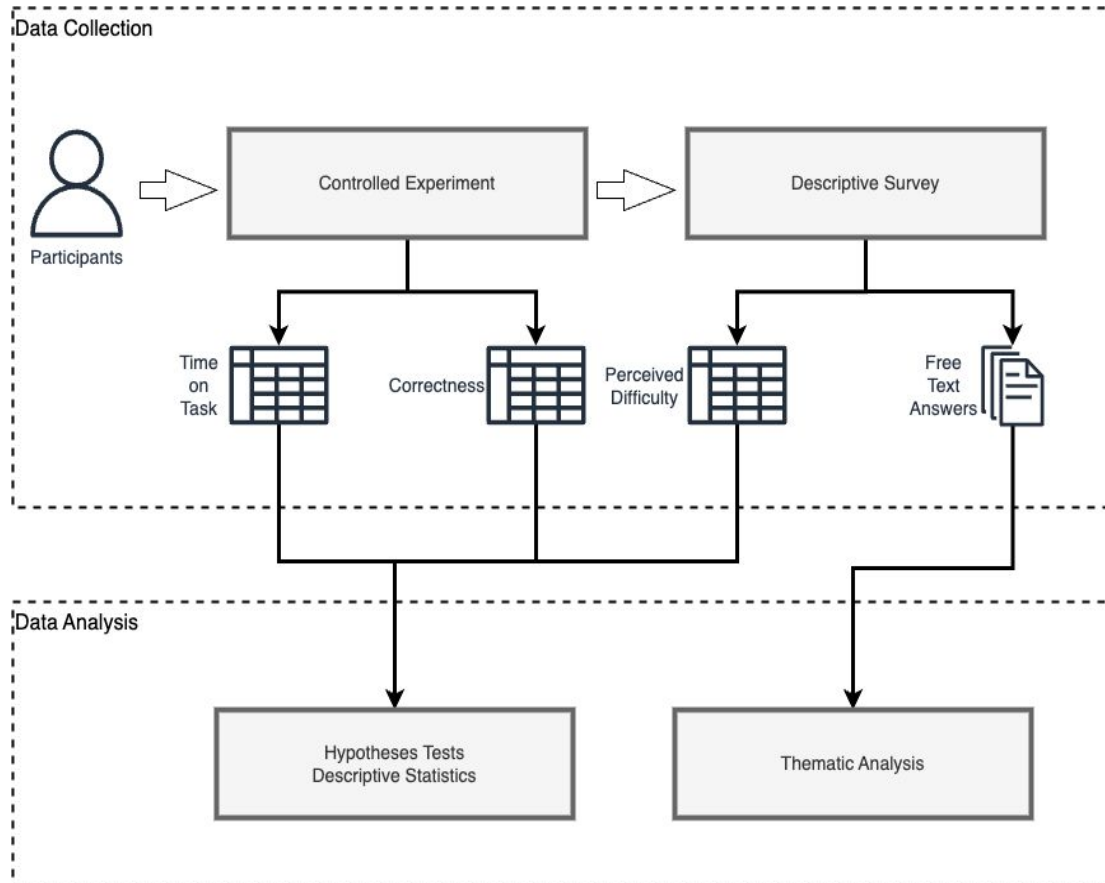 Data Collection
Controlled Experiment
Descriptive Survey
Participants
Time
on
Task
Correctness
Perceived
Difficulty
Free
Text
Answers
Data Analysis
Hypotheses Tests
Descriptive Statistics
Thematic Analysis